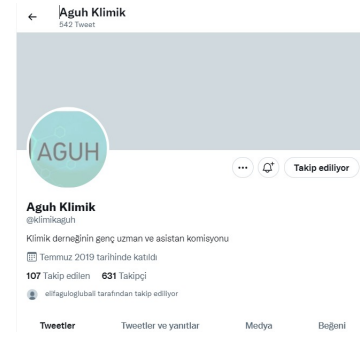 Aguh Klimik
542 Tweet
AGUH
Takip ediliyor
Aguh Klimik
@klimikaguh
Klimik derneğinin genç uzman ve asistan komisyonu
Temmuz 2019 tarihinde katıldı
107 Takip edilen 631 Takipçi
elifaguloglubali tarafından takip ediliyor
Tweetler Tweetler ve yanıtlar Medya Beğeni